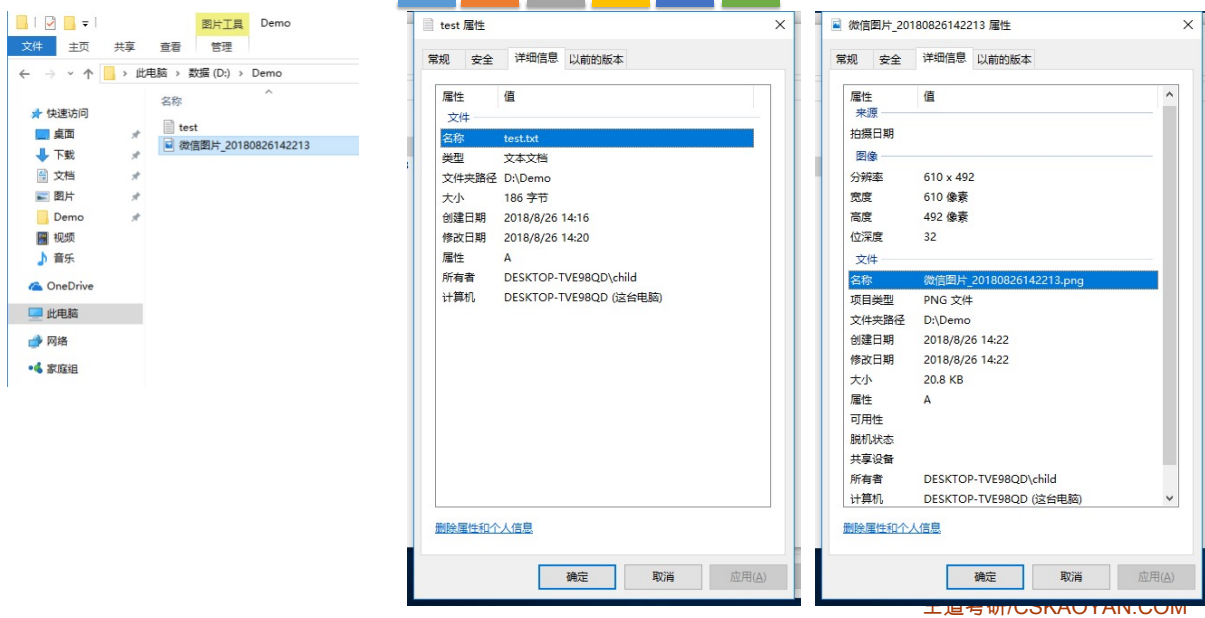 图片工具 Demo
文件 主页 共享 查看 管理
此电脑 › 数据 (D:) › Demo
快速访问
桌面
下载
文档
图片
Demo
视频
音乐
OneDrive
此电脑
网络
家庭组
名称
test
微信图片_20180826142213
test 属性
常规 安全 详细信息 以前的版本
属性 值
文件
名称 test.txt
类型 文本文档
文件夹路径 D:\Demo
大小 186 字节
创建日期 2018/8/26 14:16
修改日期 2018/8/26 14:20
属性 A
所有者 DESKTOP-TVE98QD\child
计算机 DESKTOP-TVE98QD (这台电脑)
删除属性和个人信息
确定 取消 应用(A)
微信图片_20180826142213 属性
常规 安全 详细信息 以前的版本
属性 值
来源
拍摄日期
图像
分辨率 610 x 492
宽度 610 像素
高度 492 像素
位深度 32
文件
名称 微信图片_20180826142213.png
项目类型 PNG 文件
文件夹路径 D:\Demo
创建日期 2018/8/26 14:22
修改日期 2018/8/26 14:22
大小 20.8 KB
属性 A
可用性
脱机状态
共享设备
所有者 DESKTOP-TVE98QD\child
计算机 DESKTOP-TVE98QD (这台电脑)
删除属性和个人信息
确定 取消 应用(A)
王道考研/CSKAOYAN.COM